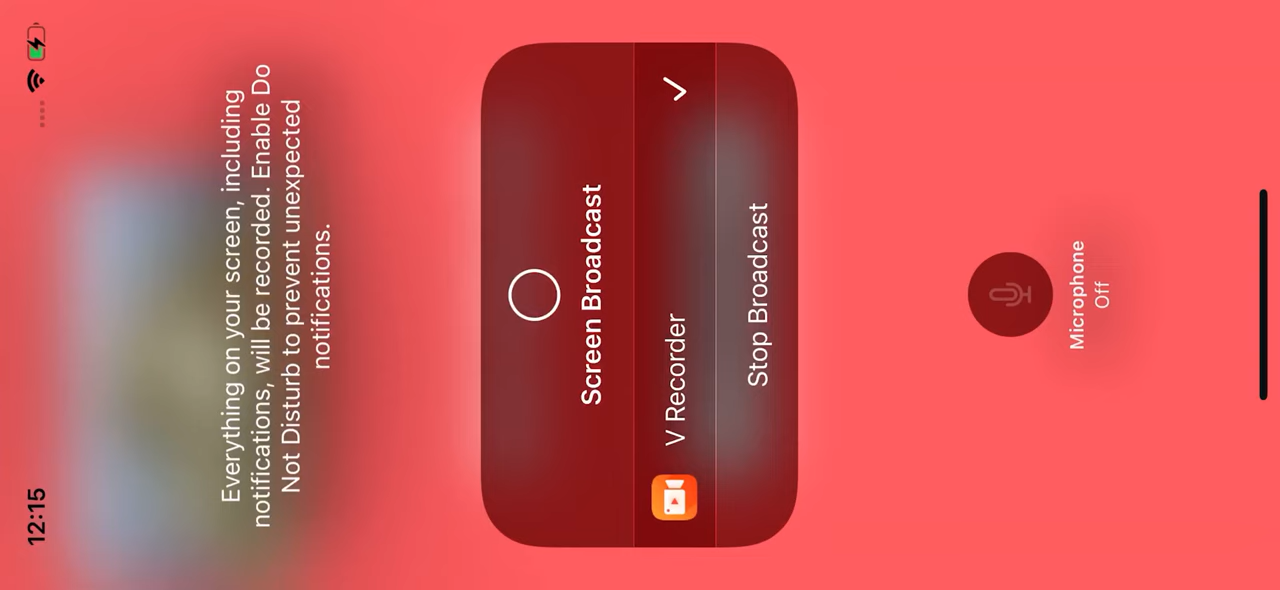 12:15
Everything on your screen, including
notifications, will be recorded. Enable Do
Not Disturb to prevent unexpected
notifications.
Screen Broadcast
V Recorder
Stop Broadcast
Microphone
Off